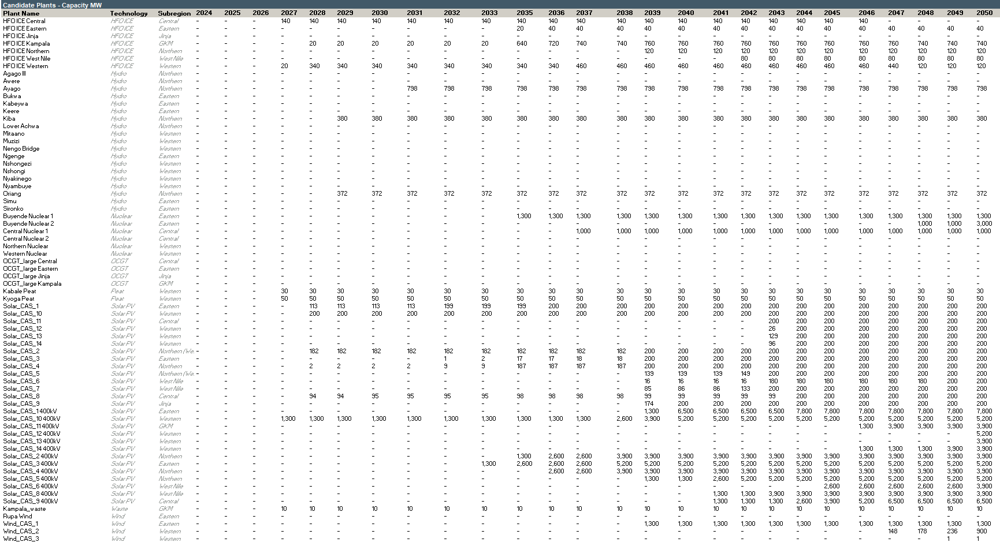 Candidate Plants - Capacity MW
Plant Name Technology Subregion 2024 2025 2026 2027 2028 2029 2030 2031 2032 2033 2035 2036 2037 2038 2039 2040 2041 2042 2043 2044 2045 2046 2047 2048 2049 2050
HFO ICE Central HFO ICE Central - - - 140 140 140 140 140 140 140 140 140 140 140 140 140 140 140 140 140 140 140 - - - -
HFO ICE Eastern HFO ICE Eastern - - - - - - - - - - 20 40 40 40 40 40 40 40 40 40 40 40 40 40 40 40
HFO ICE Jinja HFO ICE Jinja - - - - - - - - - - - - - - - - - - - - - - - - - -
HFO ICE Kampala HFO ICE GKM - - - - 20 20 20 20 20 20 640 720 740 740 760 760 760 760 760 760 760 760 760 740 740 740
HFO ICE Northern HFO ICE Northern - - - - - - - - - - - - - - 120 120 120 120 120 120 120 120 120 120 120 120
HFO ICE West Nile HFO ICE West Nile - - - - - - - - - - - - - - - - - 80 80 80 80 80 80 80 80 80
HFO ICE Western HFO ICE Western - - - 20 340 340 340 340 340 340 340 340 460 460 460 460 460 460 460 460 460 460 440 120 120 120
Agago III Hydro Northern - - - - - - - - - - - - - - - - - - - - - - - - - -
Awere Hydro Northern - - - - - - - - - - - - - - - - - - - - - - - - - -
Ayago Hydro Northern - - - - - - - 798 798 798 798 798 798 798 798 798 798 798 798 798 798 798 798 798 798 798
Bukwa Hydro Eastern - - - - - - - - - - - - - - - - - - - - - - - - - -
Kabeywa Hydro Eastern - - - - - - - - - - - - - - - - - - - - - - - - - -
Keere Hydro Eastern - - - - - - - - - - - - - - - - - - - - - - - - - -
Kiba Hydro Northern - - - - - 380 380 380 380 380 380 380 380 380 380 380 380 380 380 380 380 380 380 380 380 380
Lower Achwa Hydro Northern - - - - - - - - - - - - - - - - - - - - - - - - - -
Mitaano Hydro Western - - - - - - - - - - - - - - - - - - - - - - - - - -
Muzizi Hydro Western - - - - - - - - - - - - - - - - - - - - - - - - - -
Nengo Bridge Hydro Western - - - - - - - - - - - - - - - - - - - - - - - - - -
Ngenge Hydro Eastern - - - - - - - - - - - - - - - - - - - - - - - - - -
Nshongezi Hydro Western - - - - - - - - - - - - - - - - - - - - - - - - - -
Nshongi Hydro Western - - - - - - - - - - - - - - - - - - - - - - - - - -
Nyakinego Hydro Western - - - - - - - - - - - - - - - - - - - - - - - - - -
Nyambuye Hydro Western - - - - - - - - - - - - - - - - - - - - - - - - - -
Oriang Hydro Northern - - - - - 372 372 372 372 372 372 372 372 372 372 372 372 372 372 372 372 372 372 372 372 372
Simu Hydro Eastern - - - - - - - - - - - - - - - - - - - - - - - - - -
Sironko Hydro Eastern - - - - - - - - - - - - - - - - - - - - - - - - - -
Buyende Nuclear 1 Nuclear Eastern - - - - - - - - - - 1,300 1,300 1,300 1,300 1,300 1,300 1,300 1,300 1,300 1,300 1,300 1,300 1,300 1,300 1,300 1,300
Buyende Nuclear 2 Nuclear Eastern - - - - - - - - - - - - - - - - - - - - - - - 1,000 1,000 3,000
Central Nuclear 1 Nuclear Central - - - - - - - - - - - - 1,000 1,000 1,000 1,000 1,000 1,000 1,000 1,000 1,000 1,000 1,000 1,000 1,000 1,000
Central Nuclear 2 Nuclear Central - - - - - - - - - - - - - - - - - - - - - - - - - -
Northern Nuclear Nuclear Western - - - - - - - - - - - - - - - - - - - - - - - - - -
Western Nuclear Nuclear Western - - - - - - - - - - - - - - - - - - - - - - - - - -
OCGT_large Central OCGT Central - - - - - - - - - - - - - - - - - - - - - - - - - -
OCGT_large Eastern OCGT Eastern - - - - - - - - - - - - - - - - - - - - - - - - - -
OCGT_large Jinja OCGT Jinja - - - - - - - - - - - - - - - - - - - - - - - - - -
OCGT_large Kampala OCGT GKM - - - - - - - - - - - - - - - - - - - - - - - - - -
Kabale Peat Peat Western - - - 30 30 30 30 30 30 30 30 30 30 30 30 30 30 30 30 30 30 30 30 30 30 30
Kyoga Peat Peat Western - - - 50 50 50 50 50 50 50 50 50 50 50 50 50 50 50 50 50 50 50 50 50 50 50
Solar_CAS_1 Solar PV Eastern - - - - 113 113 113 113 199 199 199 200 200 200 200 200 200 200 200 200 200 200 200 200 200 200
Solar_CAS_10 Solar PV Western - - - - 200 200 200 200 200 200 200 200 200 200 200 200 200 200 200 200 200 200 200 200 200 200
Solar_CAS_11 Solar PV Central - - - - - - - - - - - - - - - - - - 200 200 200 200 200 200 200 200
Solar_CAS_12 Solar PV Western - - - - - - - - - - - - - - - - - - 26 200 200 200 200 200 200 200
Solar_CAS_13 Solar PV Western - - - - - - - - - - - - - - - - - - 129 200 200 200 200 200 200 200
Solar_CAS_14 Solar PV Western - - - - - - - - - - - - - - - - - - 96 200 200 200 200 200 200 200
Solar_CAS_2 Solar PV Northern (We. - - - - 182 182 182 182 182 182 182 182 182 182 200 200 200 200 200 200 200 200 200 200 200 200
Solar_CAS_3 Solar PV Eastern - - - - - - - - 1 2 17 17 18 18 200 200 200 200 200 200 200 200 200 200 200 200
Solar_CAS_4 Solar PV Northern - - - - 2 2 2 2 9 9 187 187 187 187 200 200 200 200 200 200 200 200 200 200 200 200
Solar_CAS_5 Solar PV Northern (We. - - - - - - - - - - - - - - 139 139 139 149 200 200 200 200 200 200 200 200
Solar_CAS_6 Solar PV West Nile - - - - - - - - - - - - - - 16 16 16 16 180 180 180 180 180 180 200 200
Solar_CAS_7 Solar PV West Nile - - - - - - - - - - - - - - 85 86 86 133 200 200 200 200 200 200 200 200
Solar_CAS_8 Solar PV Central - - - - 94 94 95 95 95 95 98 98 98 98 99 99 99 99 99 200 200 200 200 200 200 200
Solar_CAS_9 Solar PV Jinja - - - - - - - - - - - - - - 174 200 200 200 200 200 200 200 200 200 200 200
Solar_CAS_1 400kV Solar PV Eastern - - - - - - - - - - - - - - 1,300 6,500 6,500 6,500 6,500 7,800 7,800 7,800 7,800 7,800 7,800 7,800
Solar_CAS_10 400kV Solar PV Western - - - 1,300 1,300 1,300 1,300 1,300 1,300 1,300 1,300 1,300 1,300 2,600 3,900 5,200 5,200 5,200 5,200 5,200 5,200 5,200 5,200 5,200 5,200 5,200
Solar_CAS_11 400kV Solar PV GKM - - - - - - - - - - - - - - - - - - - - - 1,300 3,900 3,900 3,900 3,900
Solar_CAS_12 400kV Solar PV Western - - - - - - - - - - - - - - - - - - - - - - - - - 5,200
Solar_CAS_13 400kV Solar PV Western - - - - - - - - - - - - - - - - - - - - - - - - - 3,900
Solar_CAS_14 400kV Solar PV Western - - - - - - - - - - - - - - - - - - - - - 1,300 1,300 1,300 3,900 3,900
Solar_CAS_2 400kV Solar PV Northern - - - - - - - - - - 1,300 2,600 2,600 3,900 3,900 3,900 3,900 3,900 3,900 3,900 3,900 3,900 3,900 3,900 3,900 3,900
Solar_CAS_3 400kV Solar PV Eastern - - - - - - - - - 1,300 2,600 2,600 2,600 5,200 5,200 5,200 5,200 5,200 5,200 5,200 5,200 5,200 5,200 5,200 5,200 5,200
Solar_CAS_4 400kV Solar PV Northern - - - - - - - - - - - 2,600 2,600 3,900 3,900 3,900 3,900 3,900 3,900 3,900 3,900 3,900 3,900 3,900 3,900 3,900
Solar_CAS_5 400kV Solar PV Northern - - - - - - - - - - - - - - 1,300 1,300 2,600 5,200 5,200 5,200 5,200 5,200 5,200 5,200 5,200 5,200
Solar_CAS_6 400kV Solar PV West Nile - - - - - - - - - - - - - - - - - - - - 2,600 2,600 2,600 2,600 2,600 3,900
Solar_CAS_8 400kV Solar PV West Nile - - - - - - - - - - - - - - - - 1,300 1,300 3,900 3,900 3,900 3,900 3,900 3,900 3,900 3,900
Solar_CAS_9 400kV Solar PV Central - - - - - - - - - - - - - - - - 1,300 1,300 1,300 2,600 3,900 5,200 6,500 6,500 6,500 6,500
Kampala_waste Waste GKM - - - 10 10 10 10 10 10 10 10 10 10 10 10 10 10 10 10 10 10 10 10 10 10 10
Rupa Wind Wind Eastern - - - - - - - - - - - - - - - - - - - - - - - - - -
Wind_CAS_1 Wind Eastern - - - - - - - - - - - - - - 1,300 1,300 1,300 1,300 1,300 1,300 1,300 1,300 1,300 1,300 1,300 1,300
Wind_CAS_2 Wind Western - - - - - - - - - - - - - - - - - - - - - - 148 178 236 900
Wind_CAS_3 Wind Western - - - - - - - - - - - - - - - - - - - - - - - - 1 1